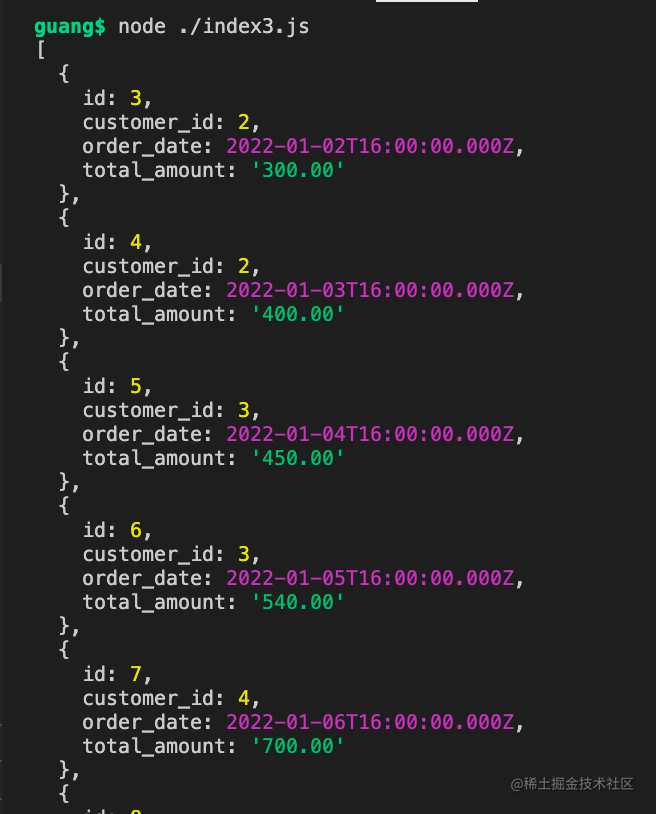 guang$ node ./index3.js
[
  {
    id: 3,
    customer_id: 2,
    order_date: 2022-01-02T16:00:00.000Z,
    total_amount: '300.00'
  },
  {
    id: 4,
    customer_id: 2,
    order_date: 2022-01-03T16:00:00.000Z,
    total_amount: '400.00'
  },
  {
    id: 5,
    customer_id: 3,
    order_date: 2022-01-04T16:00:00.000Z,
    total_amount: '450.00'
  },
  {
    id: 6,
    customer_id: 3,
    order_date: 2022-01-05T16:00:00.000Z,
    total_amount: '540.00'
  },
  {
    id: 7,
    customer_id: 4,
    order_date: 2022-01-06T16:00:00.000Z,
    total_amount: '700.00'
  },
@稀土掘金技术社区
  {